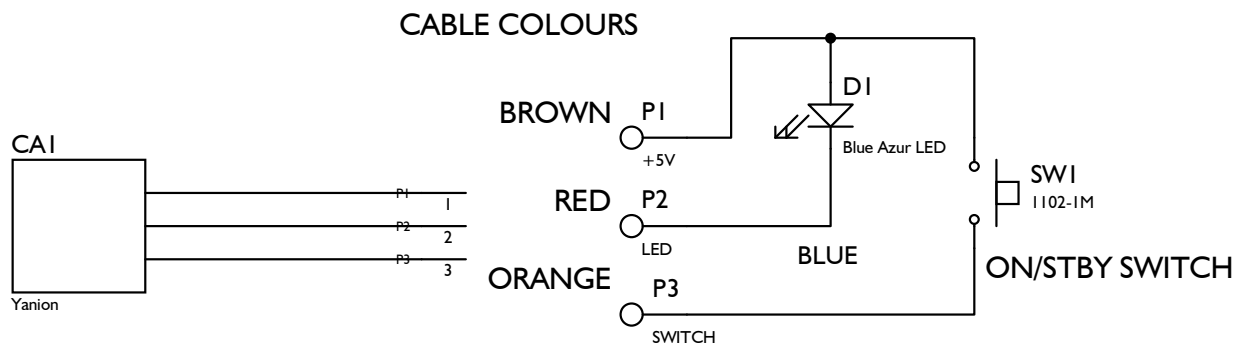 CABLE COLOURS
D1
BROWN P1
+5V
Blue Azur LED
CA1
P1
1
P2
2
P3
3
Yanion
RED P2
LED
BLUE
SW1
1102-1M
ORANGE P3
SWITCH
ON/STBY SWITCH